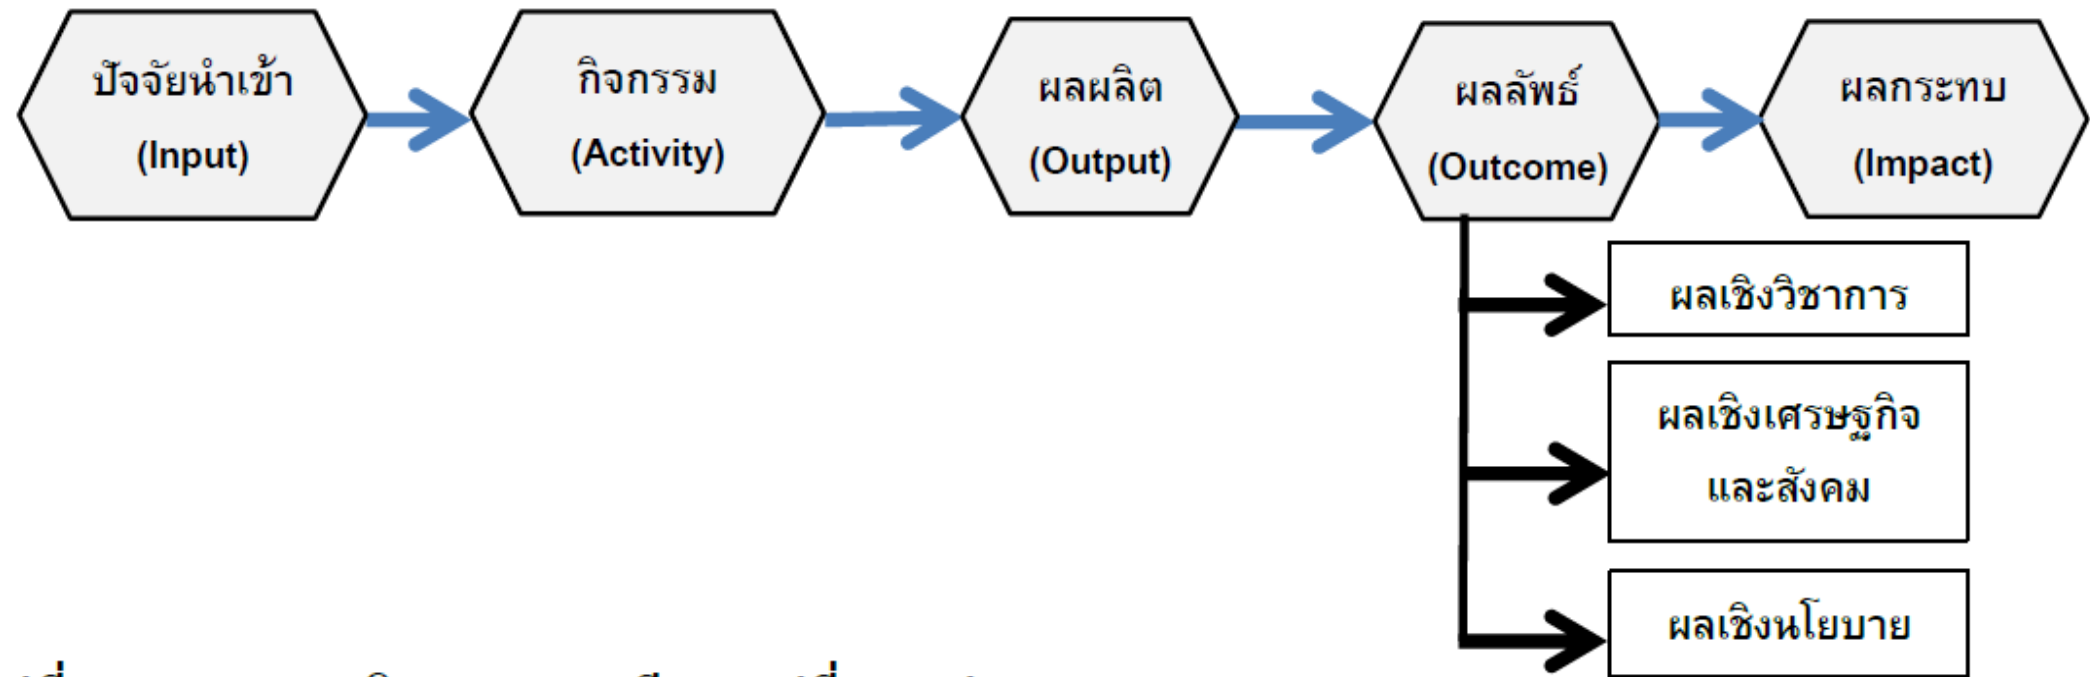 ปัจจัยนำเข้า
(Input)
กิจกรรม
(Activity)
ผลผลิต
(Output)
ผลลัพธ์
(Outcome)
ผลกระทบ
(Impact)
ผลเชิงวิชาการ
ผลเชิงเศรษฐกิจ
และสังคม
ผลเชิงนโยบาย